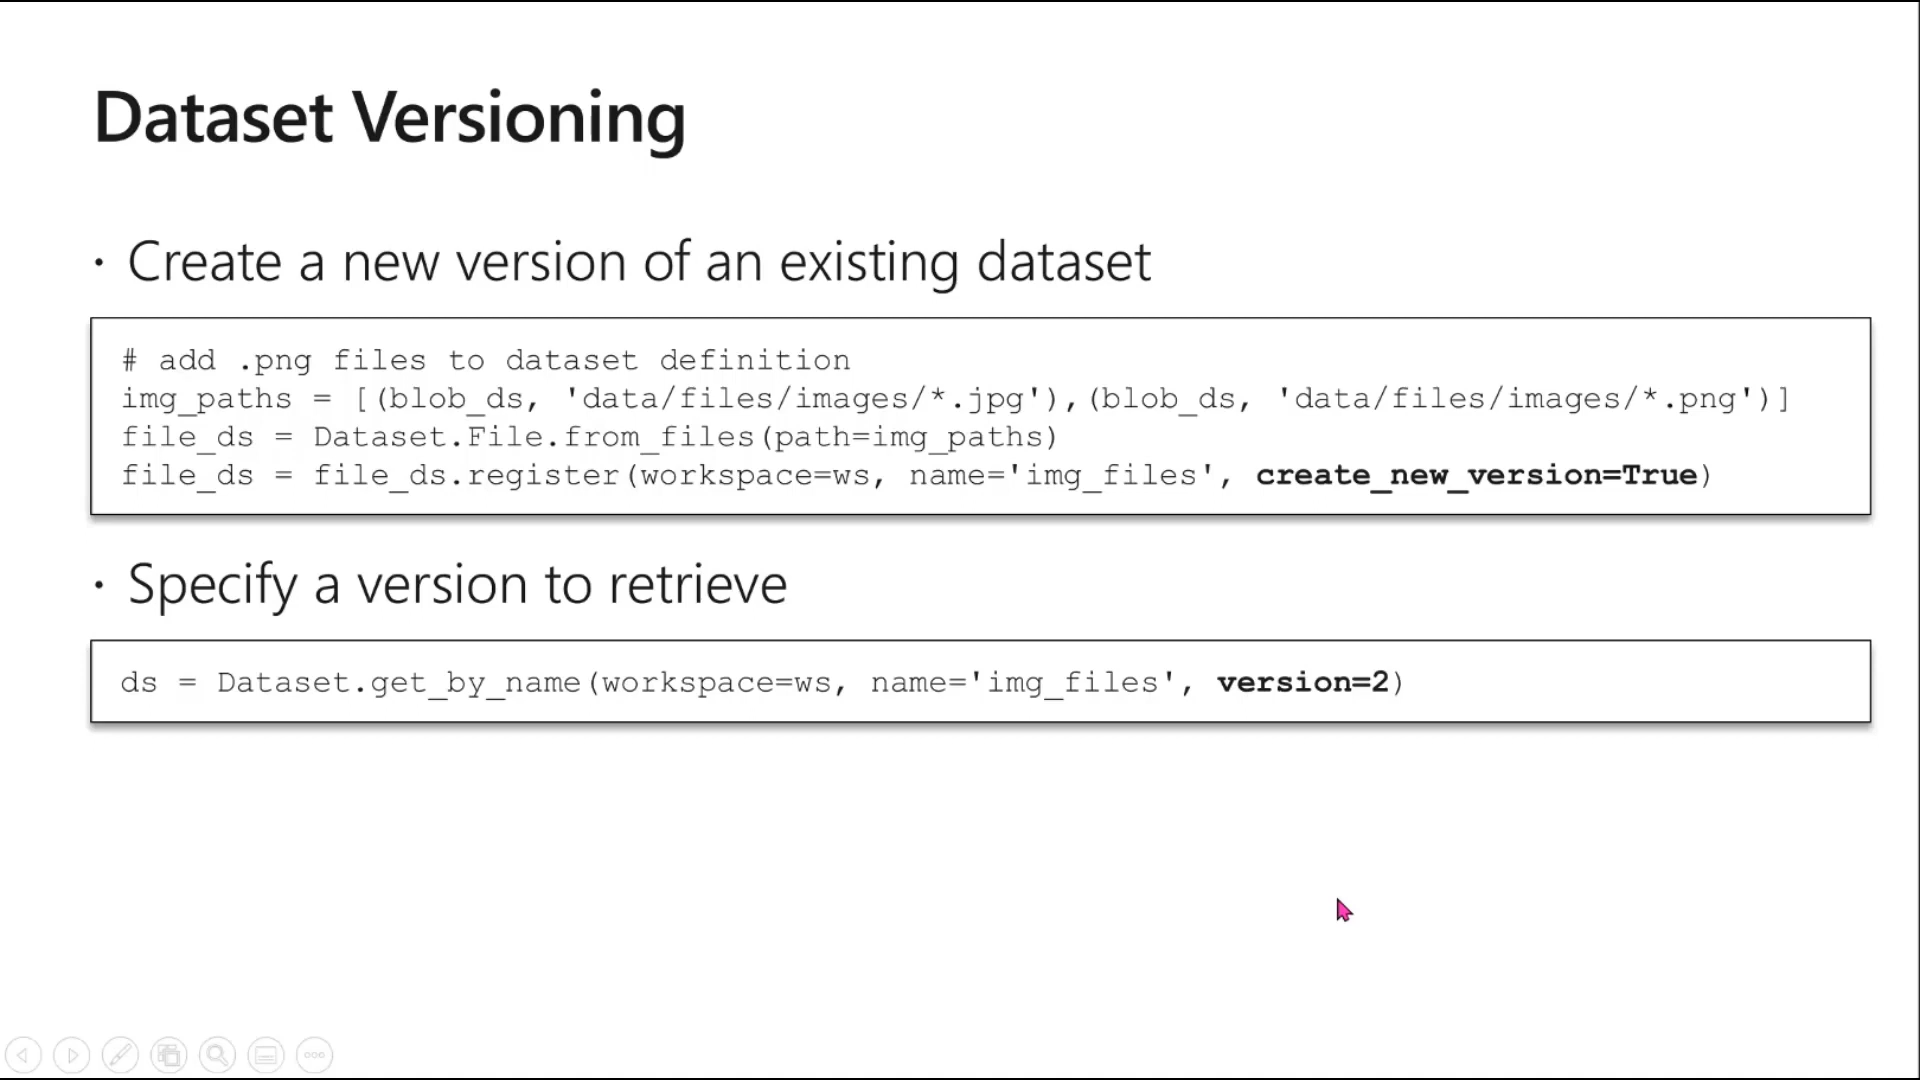 Dataset Versioning
• Create a new version of an existing dataset
# add .png files to dataset definition
img_paths = [(blob_ds, 'data/files/images/*.jpg'),(blob_ds, 'data/files/images/*.png')]
file_ds = Dataset.File.from_files(path=img_paths)
file_ds = file_ds.register(workspace=ws, name='img_files', create_new_version=True)
• Specify a version to retrieve
ds = Dataset.get_by_name(workspace=ws, name='img_files', version=2)